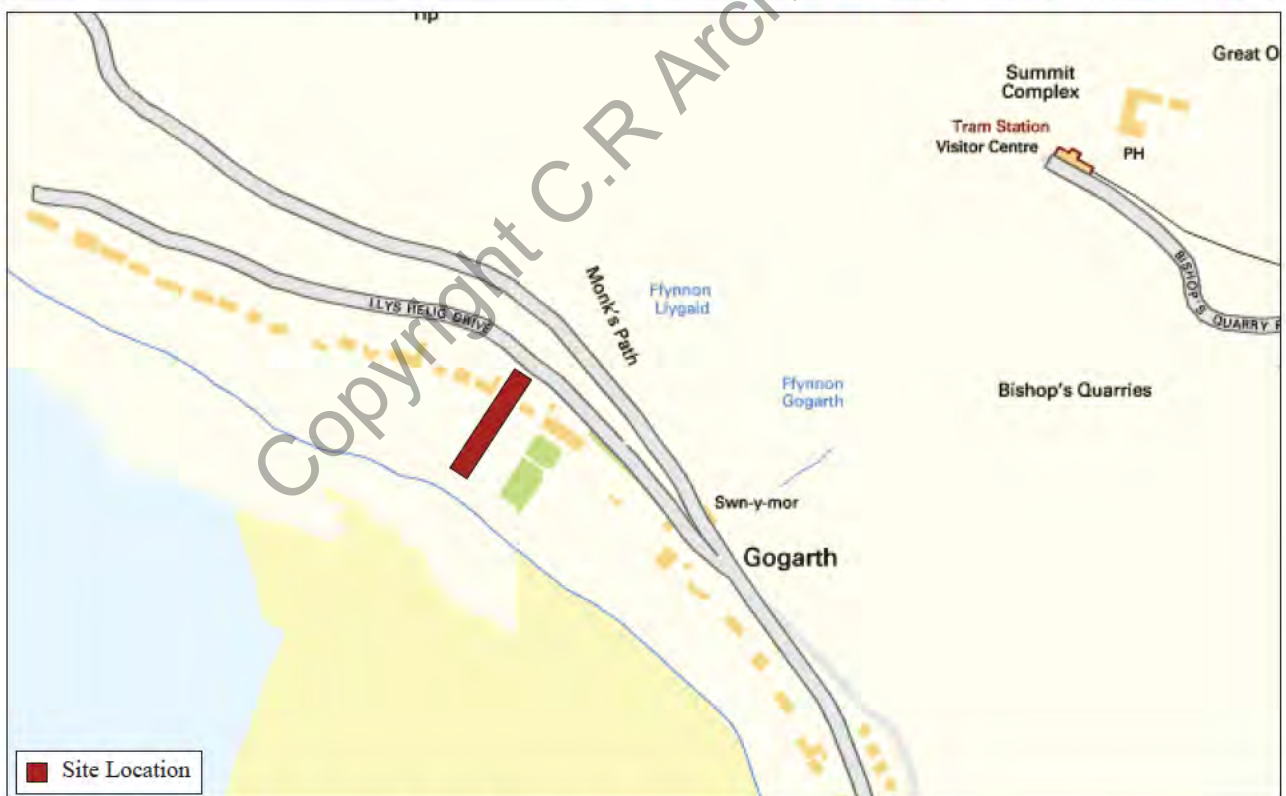 Great O
Summit
Complex
Tram Station
Visitor Centre
PH
BISHOP'S QUARRY R
Monk's Path
Ffynnon
Llygaid
LLYS HELIG DRIVE
Ffynnon
Gogarth
Bishop's Quarries
Swn-y-mor
Gogarth
Site Location
Copyright C.R Arch